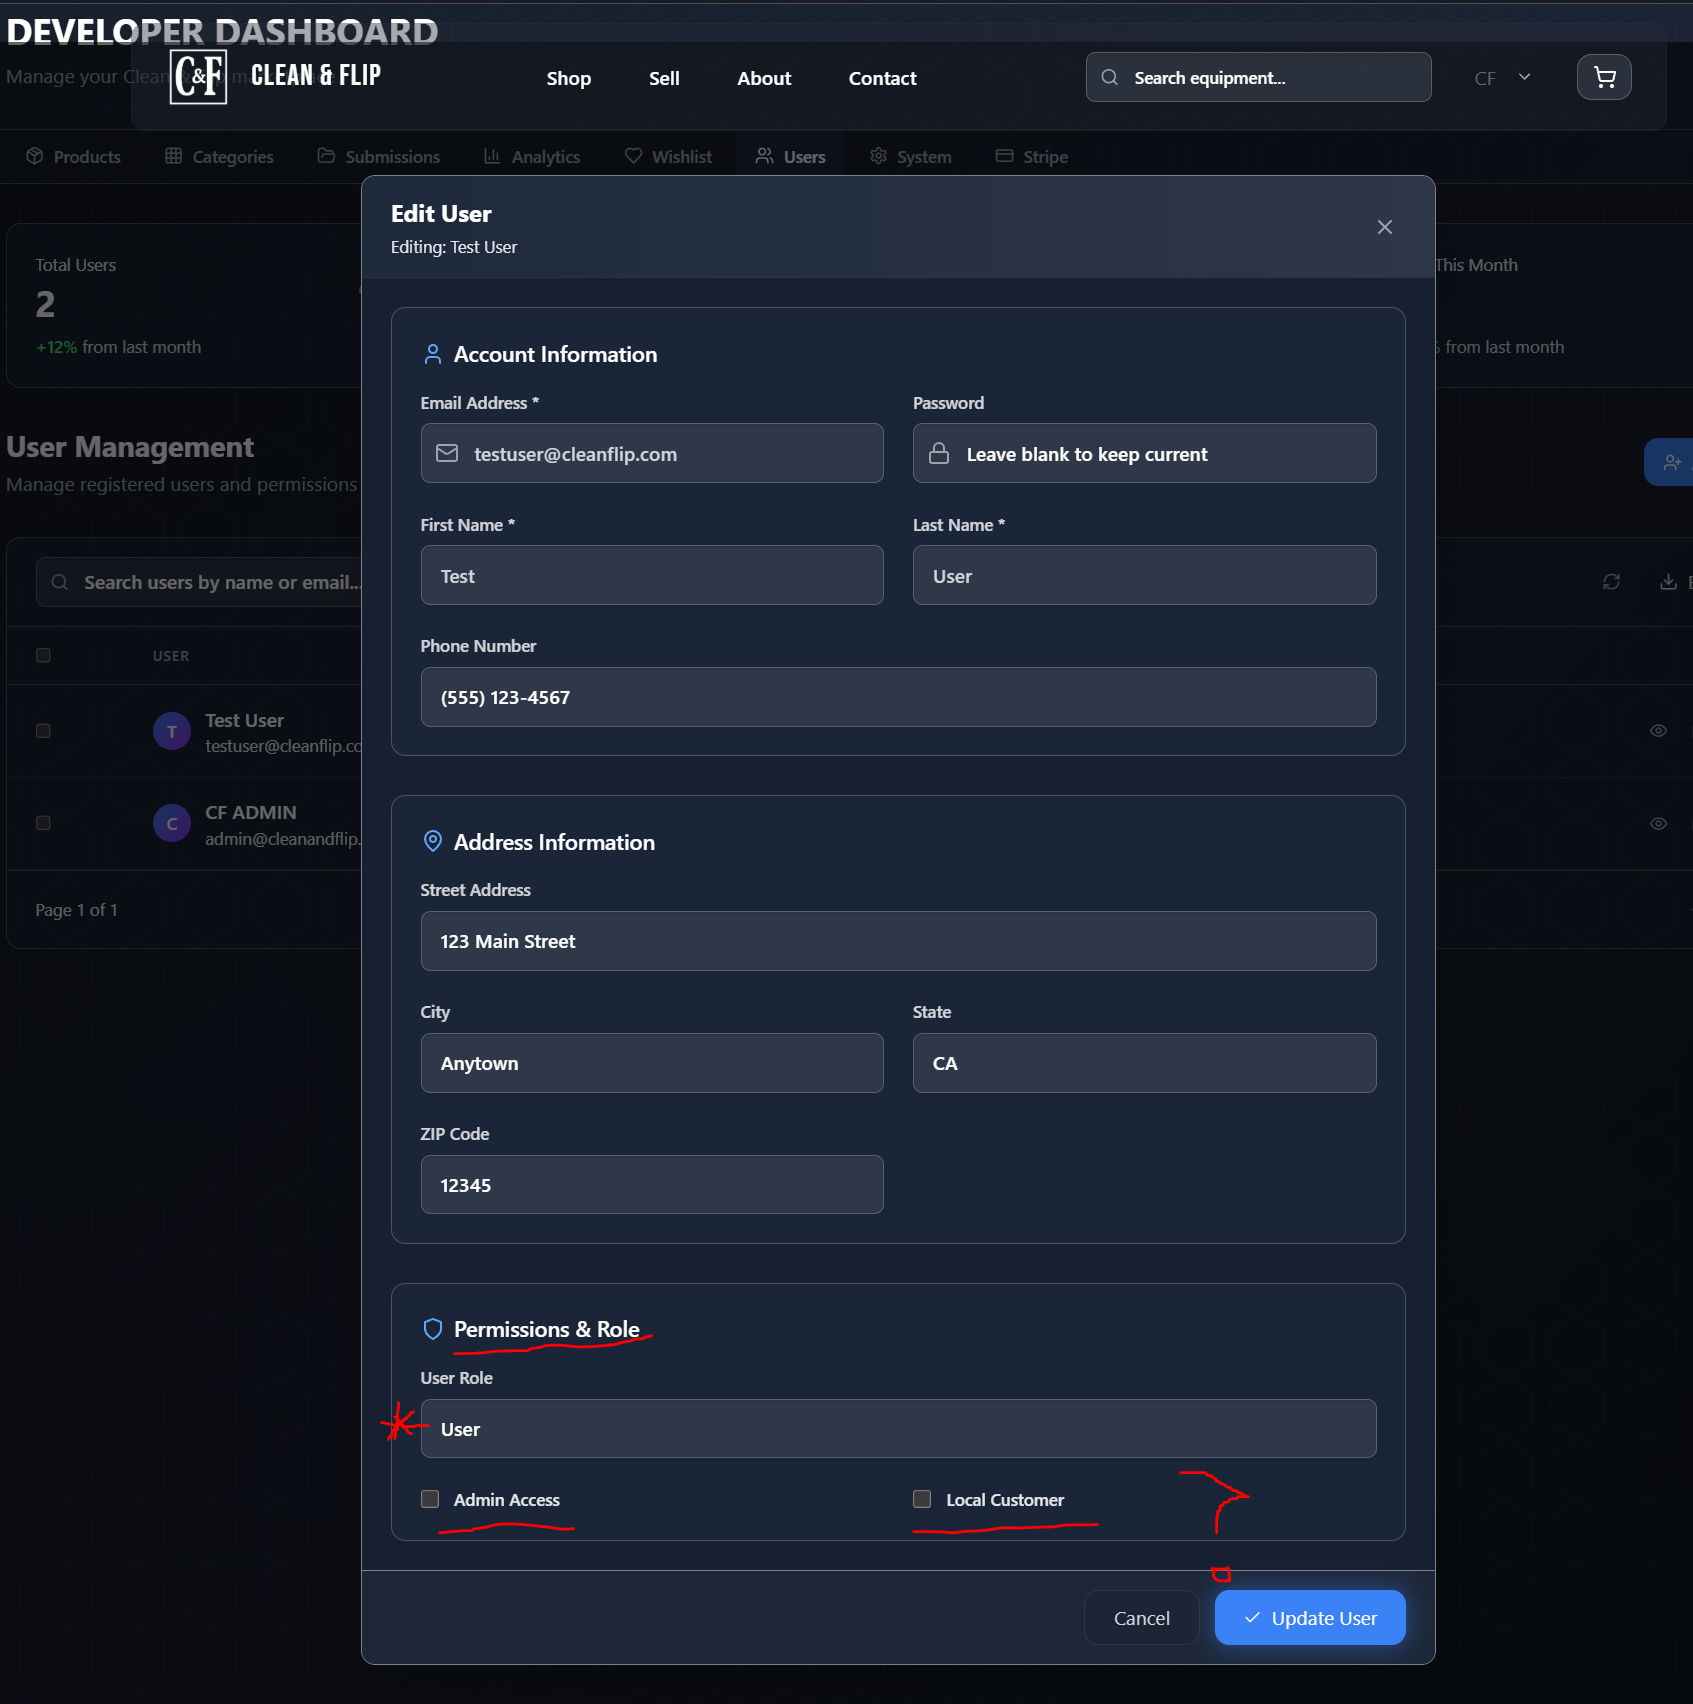 DEVELOPER DASHBOARD
Manage your Clean
C&F
CLEAN & FLIP
Shop
Sell
About
Contact
Search equipment...
CF
Products
Categories
Submissions
Analytics
Wishlist
Users
System
Stripe
Edit User
Editing: Test User
Total Users
2
+12% from last month
This Month
% from last month
Account Information
Email Address *
Password
testuser@cleanflip.com
Leave blank to keep current
First Name *
Last Name *
Test
User
Phone Number
(555) 123-4567
User Management
Manage registered users and permissions
Search users by name or email...
USER
T
Test User
testuser@cleanflip.co
C
CF ADMIN
admin@cleanandflip.
Page 1 of 1
Address Information
Street Address
123 Main Street
City
State
Anytown
CA
ZIP Code
12345
Permissions & Role
User Role
* User
Admin Access
Local Customer
?
Cancel
Update User